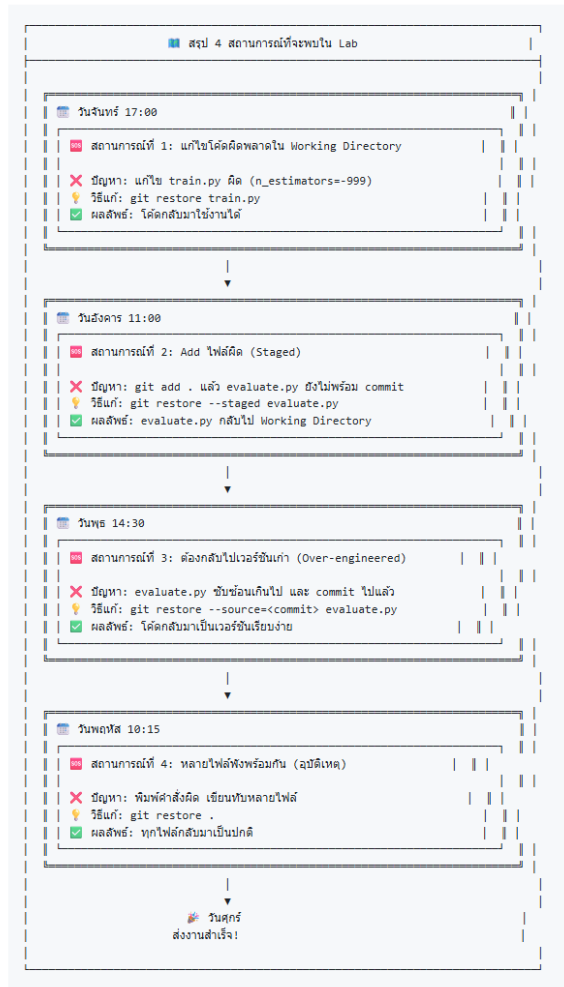 สรุป 4 สถานการณ์ที่จะพบใน Lab
วันจันทร์ 17:00
🆘 สถานการณ์ที่ 1: แก้ไขโค้ดผิดพลาดใน Working Directory
❌ ปัญหา: แก้ไข train.py ผิด (n_estimators=-999)
💡 วิธีแก้: git restore train.py
✅ ผลลัพธ์: โค้ดกลับมาใช้งานได้
▼
วันอังคาร 11:00
🆘 สถานการณ์ที่ 2: Add ไฟล์ผิด (Staged)
❌ ปัญหา: git add . แล้ว evaluate.py ยังไม่พร้อม commit
💡 วิธีแก้: git restore --staged evaluate.py
✅ ผลลัพธ์: evaluate.py กลับไป Working Directory
▼
วันพุธ 14:30
🆘 สถานการณ์ที่ 3: ต้องกลับไปเวอร์ชันเก่า (Over-engineered)
❌ ปัญหา: evaluate.py ซับซ้อนเกินไป และ commit ไปแล้ว
💡 วิธีแก้: git restore --source=<commit> evaluate.py
✅ ผลลัพธ์: โค้ดกลับมาเป็นเวอร์ชันเรียบง่าย
▼
วันพฤหัส 10:15
🆘 สถานการณ์ที่ 4: หลายไฟล์พังพร้อมกัน (อุบัติเหตุ)
❌ ปัญหา: พิมพ์คำสั่งผิด เขียนทับหลายไฟล์
💡 วิธีแก้: git restore .
✅ ผลลัพธ์: ทุกไฟล์กลับมาเป็นปกติ
▼
🎉 วันศุกร์
ส่งงานสำเร็จ!